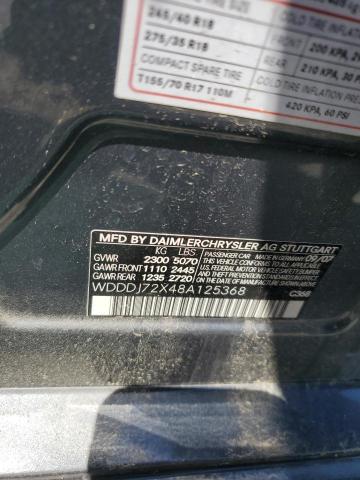 TIRE SIZE
COLD TIRE INFLATION
245/40 R18
FRONT 200 KPA,
275/35 R18
REAR 210 KPA, 30
COMPACT SPARE TIRE
COLD TIRE INFLATION
T155/70 R17 110M
420 KPA, 60 PSI
MFD BY DAIMLERCHRYSLER AG STUTTGART
KG LBS
PASSENGER CAR MADE IN GERMANY 09/07
GVWR 2300 5070
GAWR FRONT 1110 2445
GAWR REAR 1235 2720
THIS VEHICLE CONFORMS TO ALL APPLICABLE
U.S. FEDERAL MOTOR VEHICLE SAFETY BUMPER
AND THEFT PREVENTION STANDARDS IN EFFECT ON
THE DATE OF MANUFACTURE SHOWN ABOVE
WDDDJ72X48A125368
C368